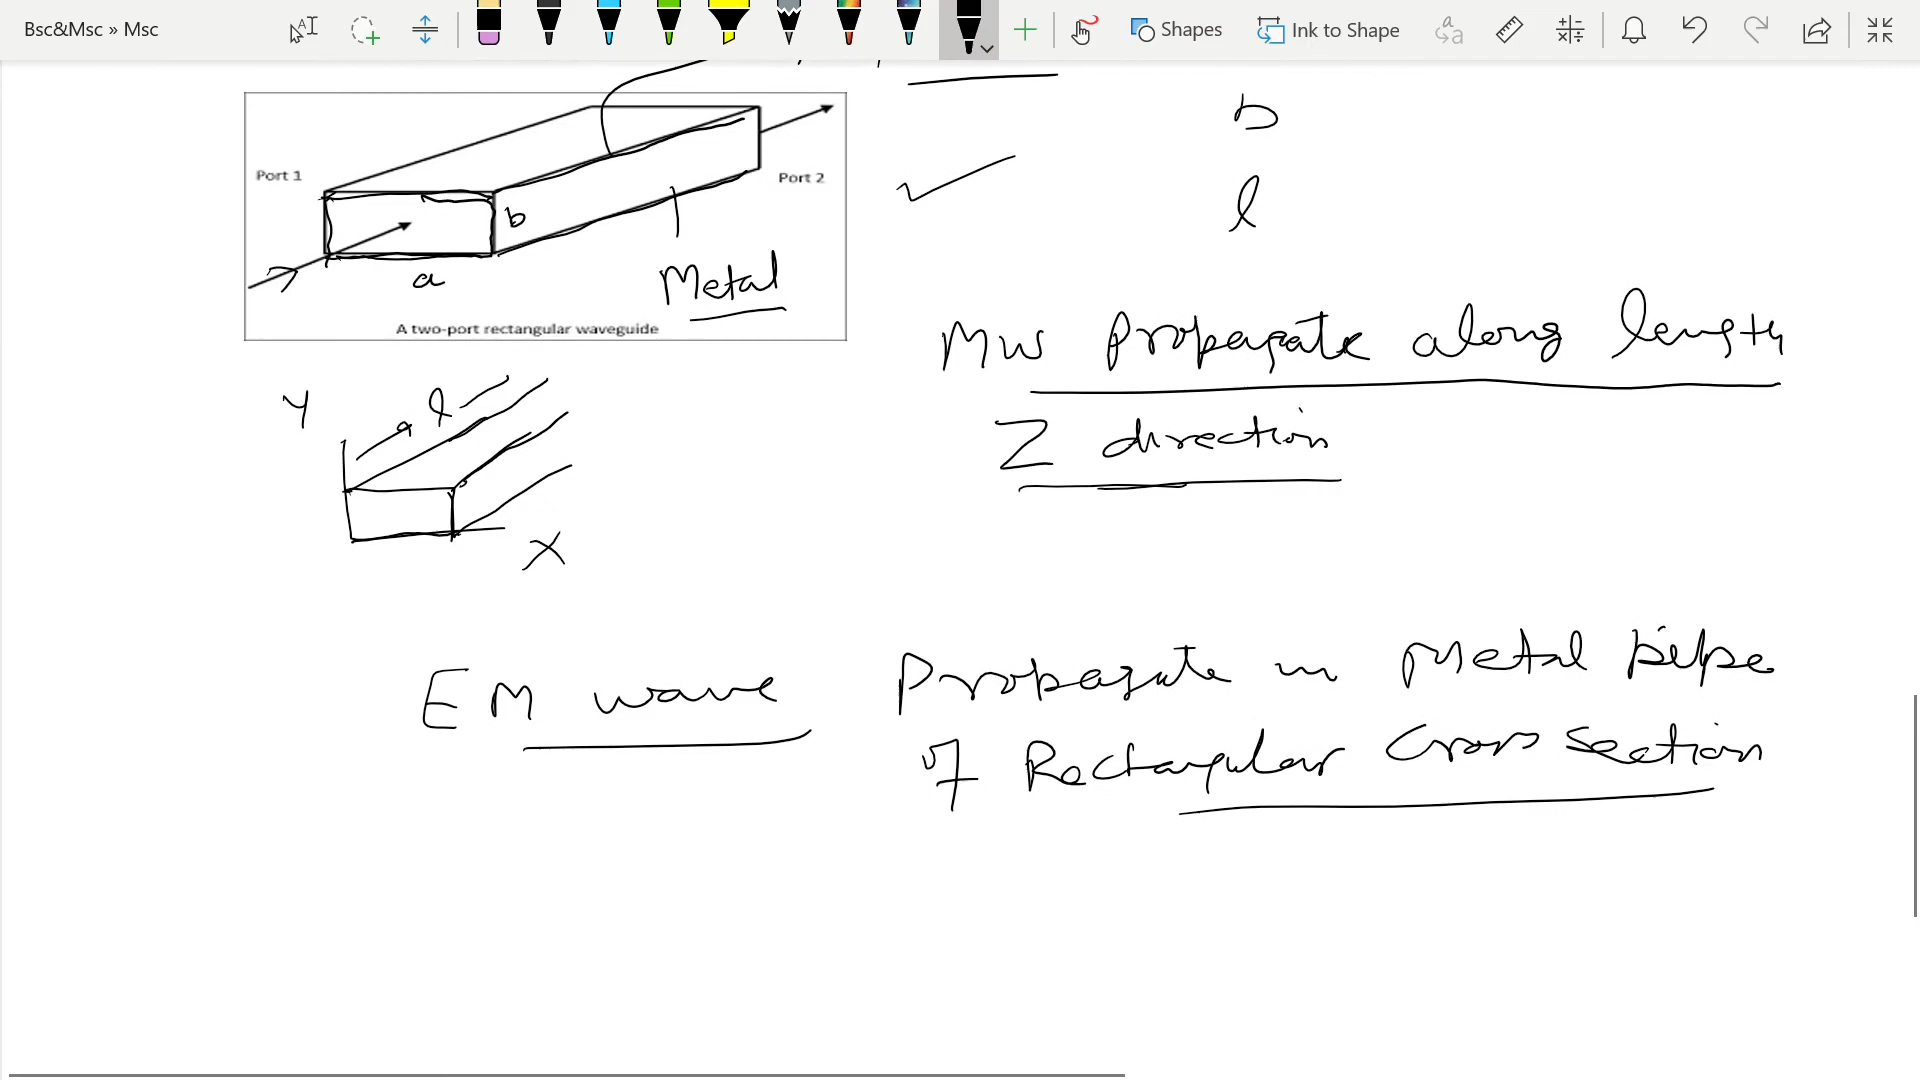 Bsc&Msc » Msc
Shapes
Ink to Shape
b
Port 1
Port 2
l
b
a
Metal
A two-port rectangular waveguide
MW Propagate along length
Y
l
Z direction
X
EM wave Propagate in Metal pipe
of Rectangular Cross section